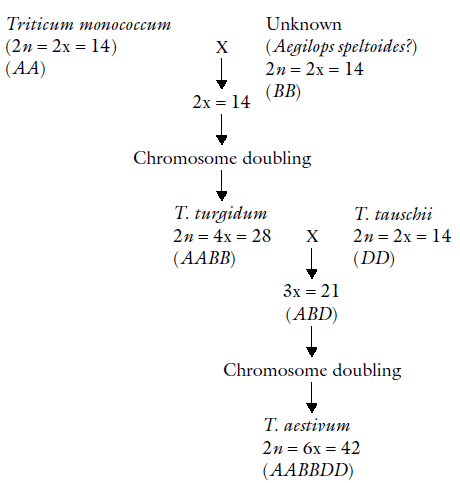 Triticum monococcum
(2n = 2x = 14)
(AA)
X
Unknown
(Aegilops speltoides?)
2n = 2x = 14
(BB)
2x = 14
Chromosome doubling
T. turgidum
2n = 4x = 28
(AABB)
X
T. tauschii
2n = 2x = 14
(DD)
3x = 21
(ABD)
Chromosome doubling
T. aestivum
2n = 6x = 42
(AABBDD)